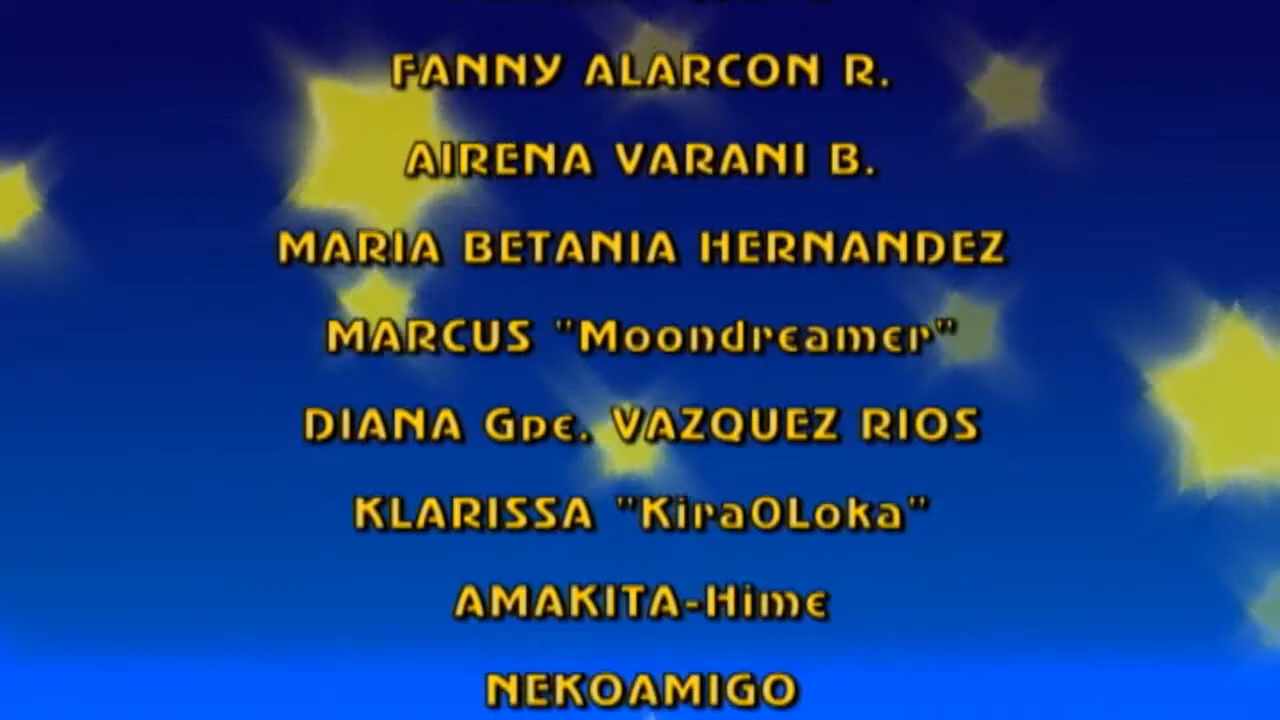 FANNY ALARCON R.
AIRENA VARANI B.
MARIA BETANIA HERNANDEZ
MARCUS "Moondreamer"
DIANA Gpe. VAZQUEZ RIOS
KLARISSA "KiraOLoka"
AMAKITA-Hime
NEKOAMIGO